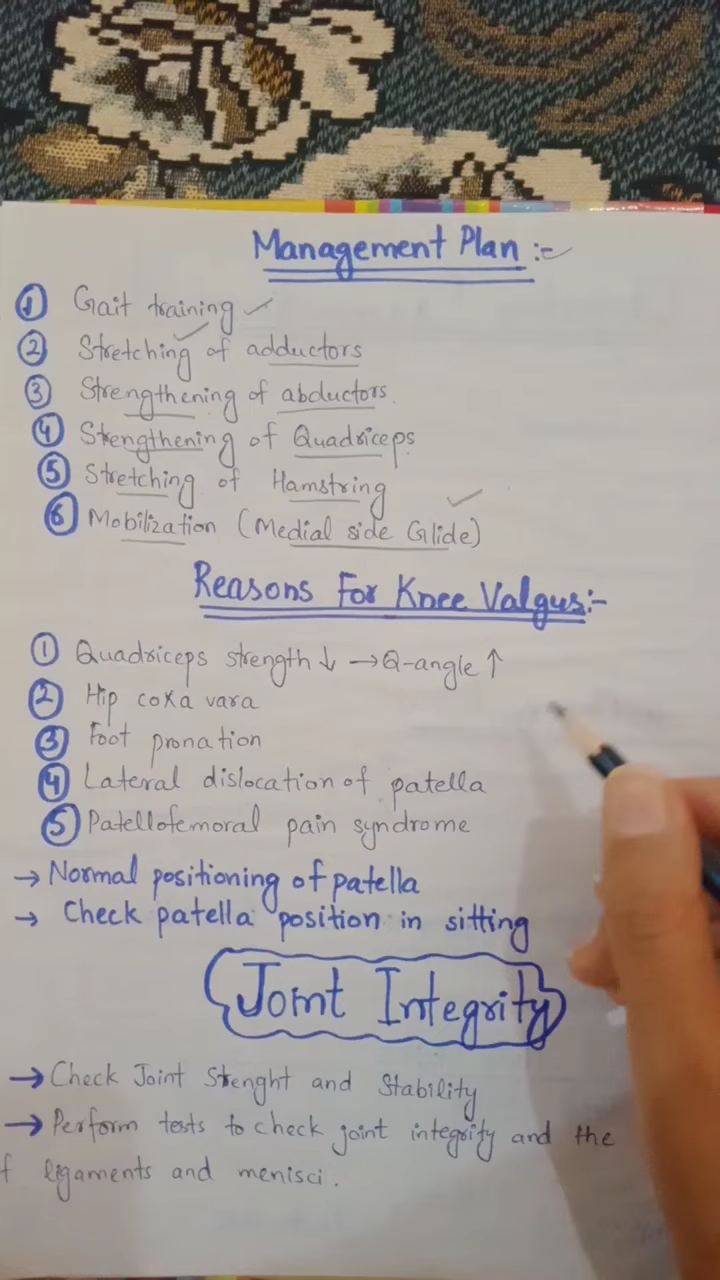 Management Plan :-
① Gait training
② Stretching of adductors
③ Strengthening of abductors.
④ Stengthening of Quadriceps
⑤ Stretching of Hamstring
⑥ Mobilization (Medial side Glide)
Reasons For Knee Valgus:-
① Quadriceps strength ↓ → Q-angle ↑
② Hip coxa vara
③ Foot pronation
④ Lateral dislocation of patella
⑤ Patellofemoral pain syndrome
→ Normal positioning of patella
→ Check patella position in sitting
Joint Integrity
→ Check Joint Stenght and Stability
→ Perform tests to check joint integrity and the
f ligaments and menisci.